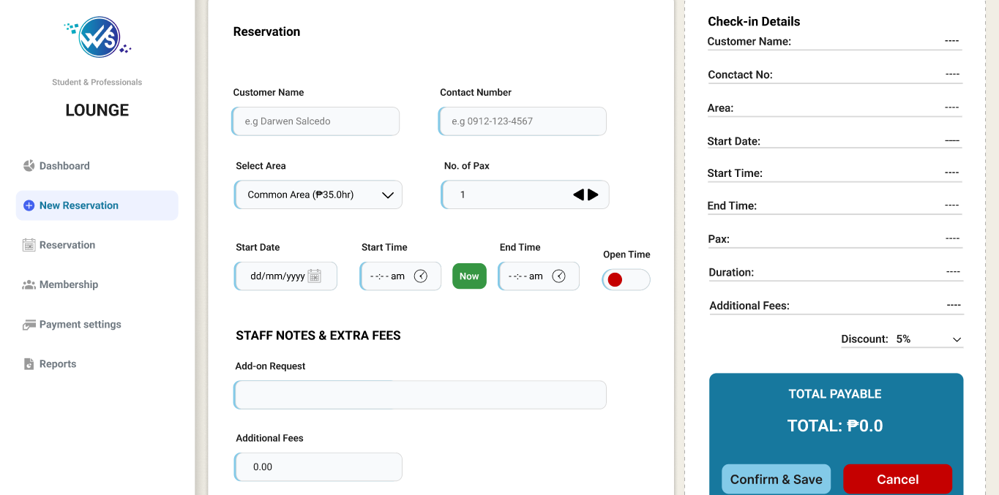 WS
Student & Professionals
LOUNGE
Dashboard
New Reservation
Reservation
Membership
Payment settings
Reports
Reservation
Customer Name
Contact Number
e.g Darwen Salcedo
e.g 0912-123-4567
Select Area
No. of Pax
Common Area (₱35.0hr)
1
Start Date
Start Time
End Time
Open Time
dd/mm/yyyy
- -:- - am
Now
- -:- - am
STAFF NOTES & EXTRA FEES
Add-on Request
Additional Fees
0.00
Check-in Details
Customer Name: ----
Conctact No: ----
Area: ----
Start Date: ----
Start Time: ----
End Time: ----
Pax: ----
Duration: ----
Additional Fees: ----
Discount: 5%
TOTAL PAYABLE
TOTAL: ₱0.0
Confirm & Save
Cancel